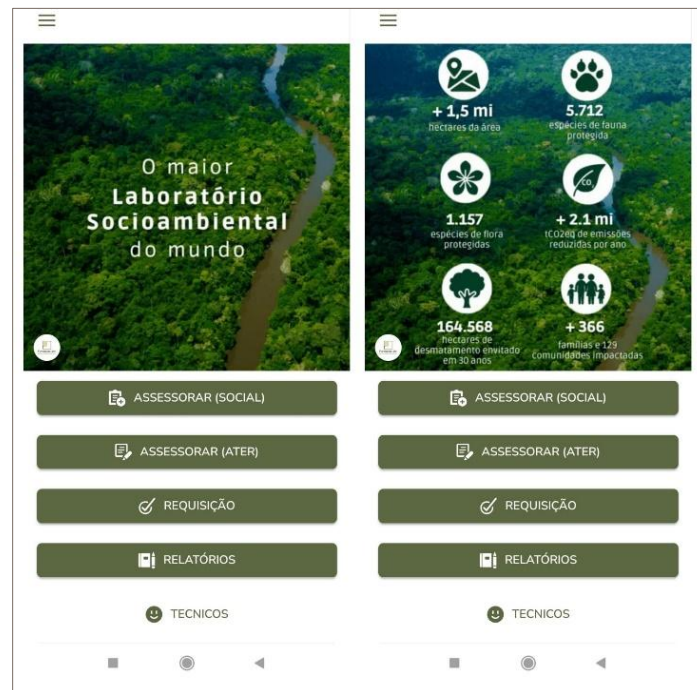 O maior
Laboratório
Socioambiental
do mundo
ASSESSORAR (SOCIAL)
ASSESSORAR (ATER)
REQUISIÇÃO
RELATÓRIOS
TECNICOS
+ 1,5 mi
hectares da área
5.712
espécies de fauna
protegida
1.157
espécies de flora
protegidas
CO₂
+ 2.1 mi
tCO2eq de emissões
reduzidas por ano
164.568
hectares de
desmatamento envitado
em 30 anos
+ 366
famílias e 129
comunidades impactadas
ASSESSORAR (SOCIAL)
ASSESSORAR (ATER)
REQUISIÇÃO
RELATÓRIOS
TECNICOS